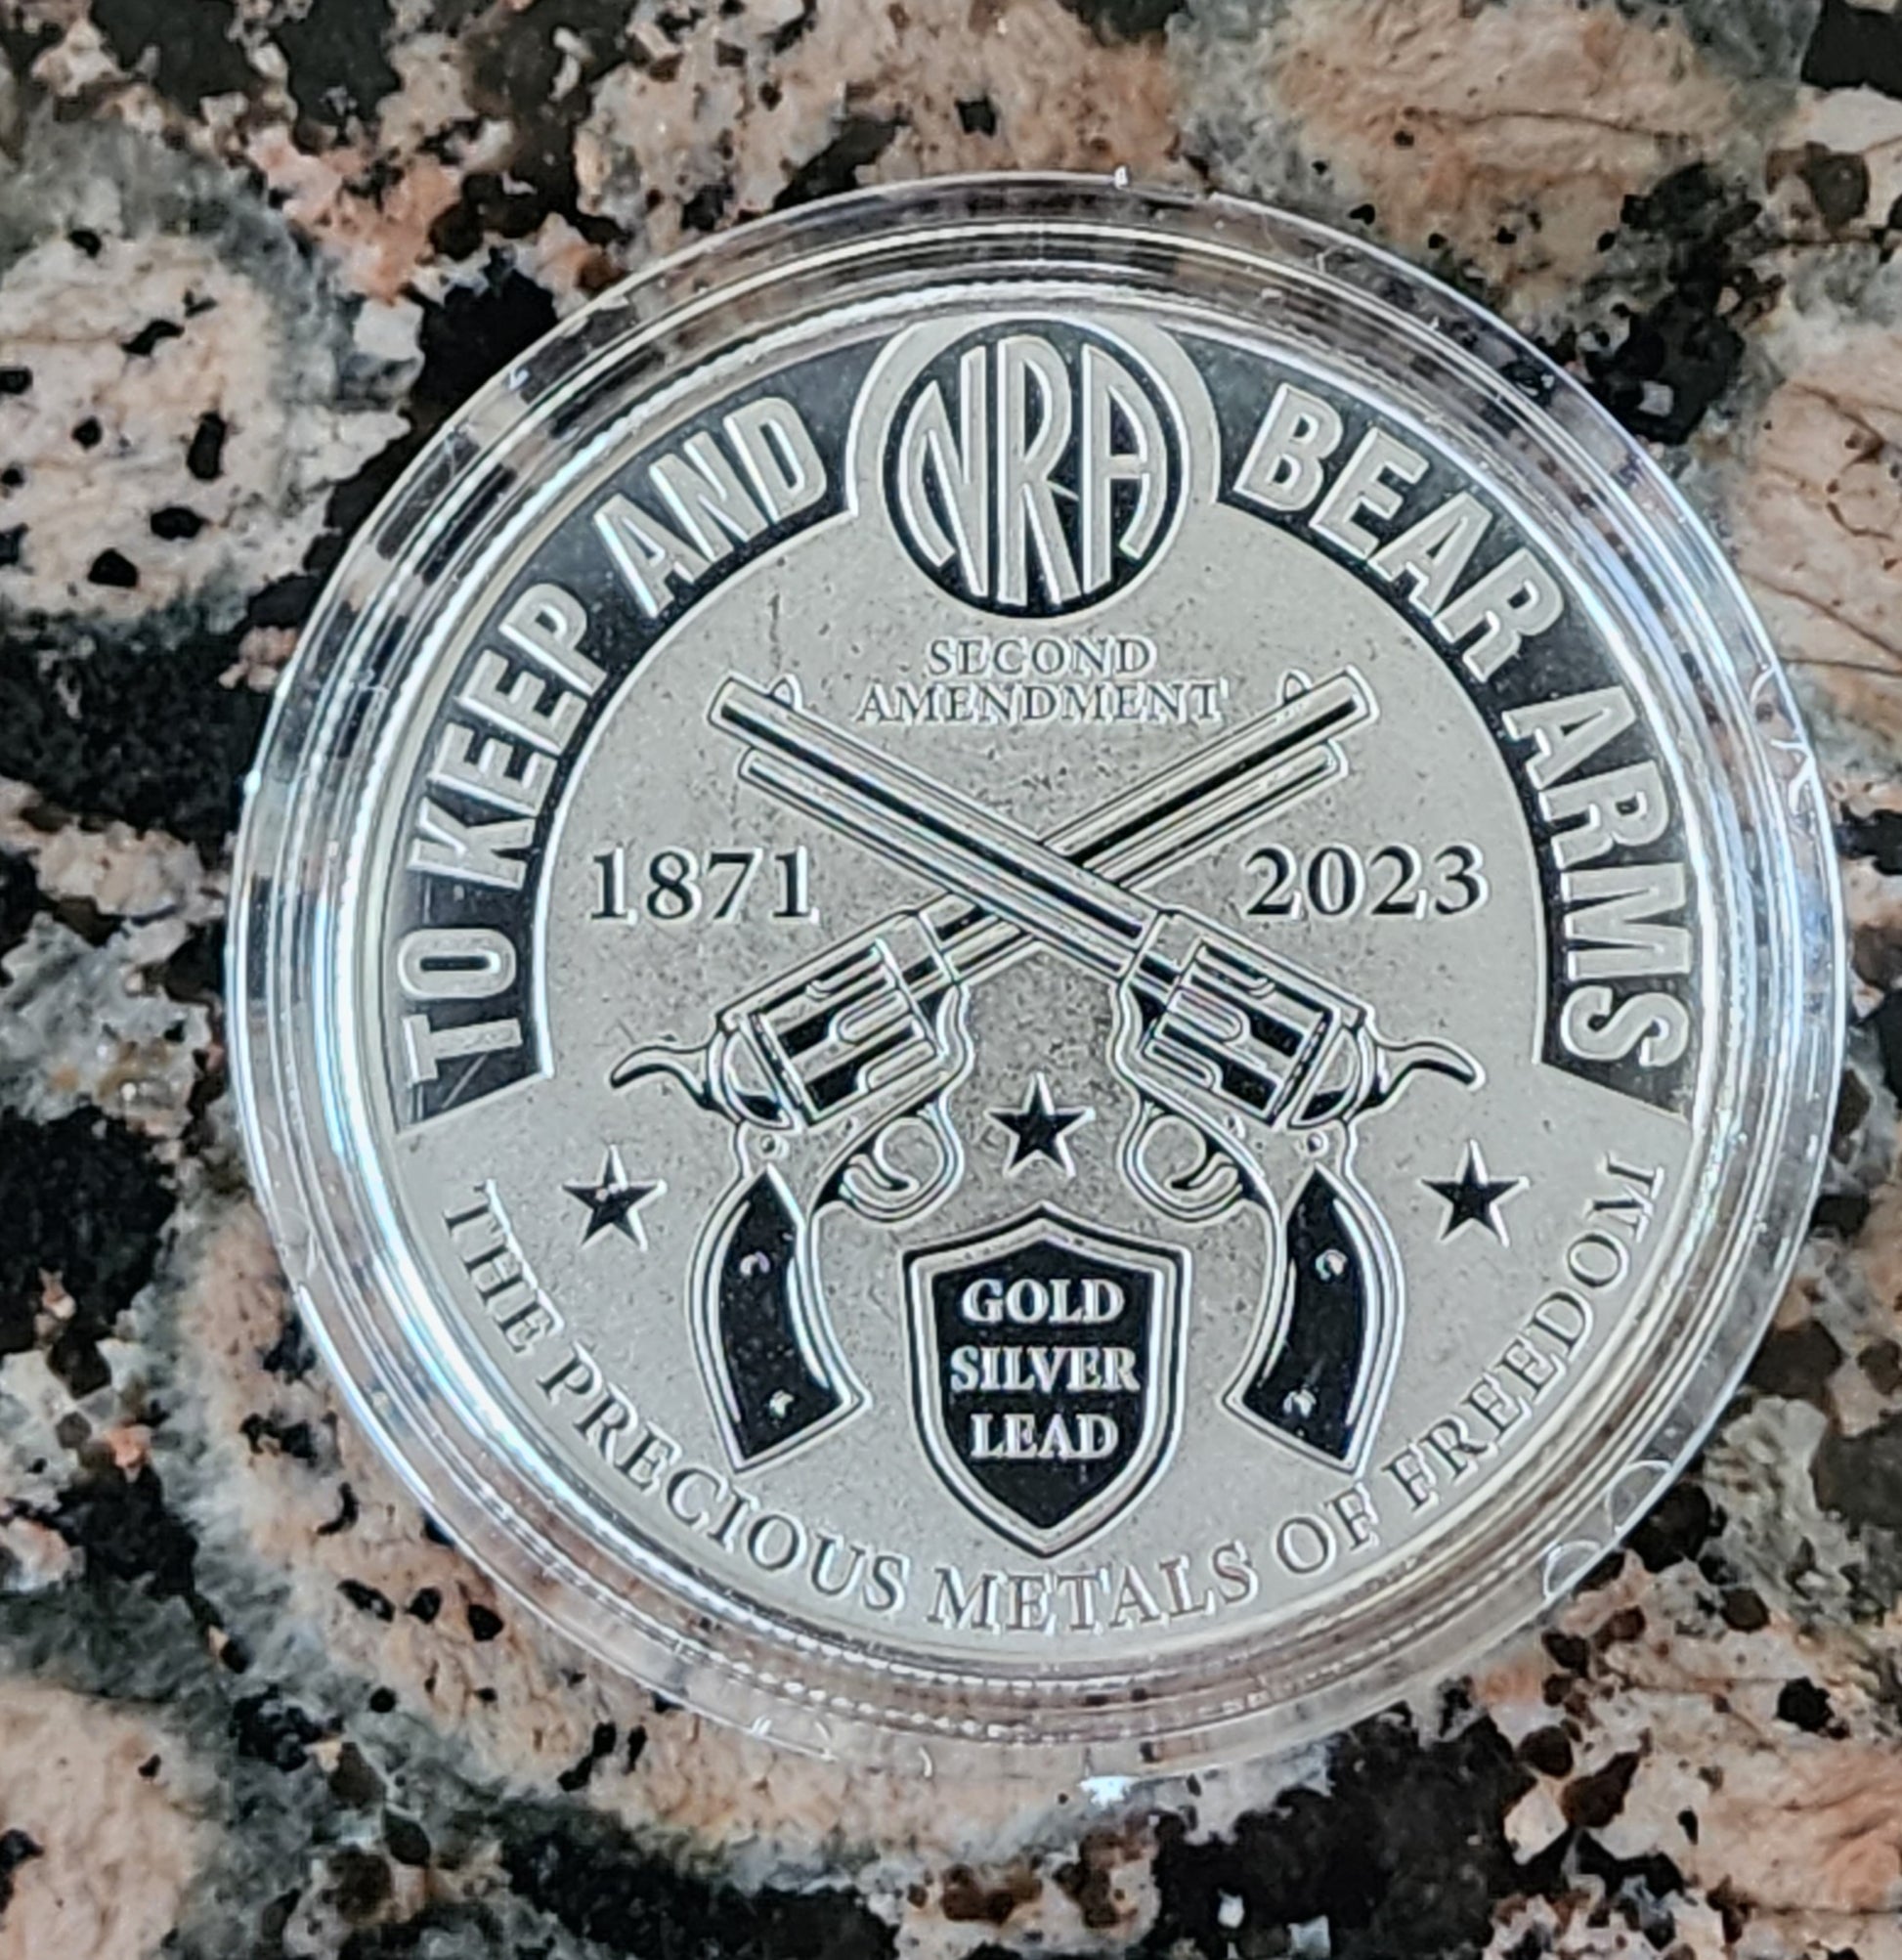 NRA
TO KEEP AND BEAR ARMS
SECOND
AMENDMENT
1871
2023
GOLD
SILVER
LEAD
THE PRECIOUS METALS OF FREEDOM